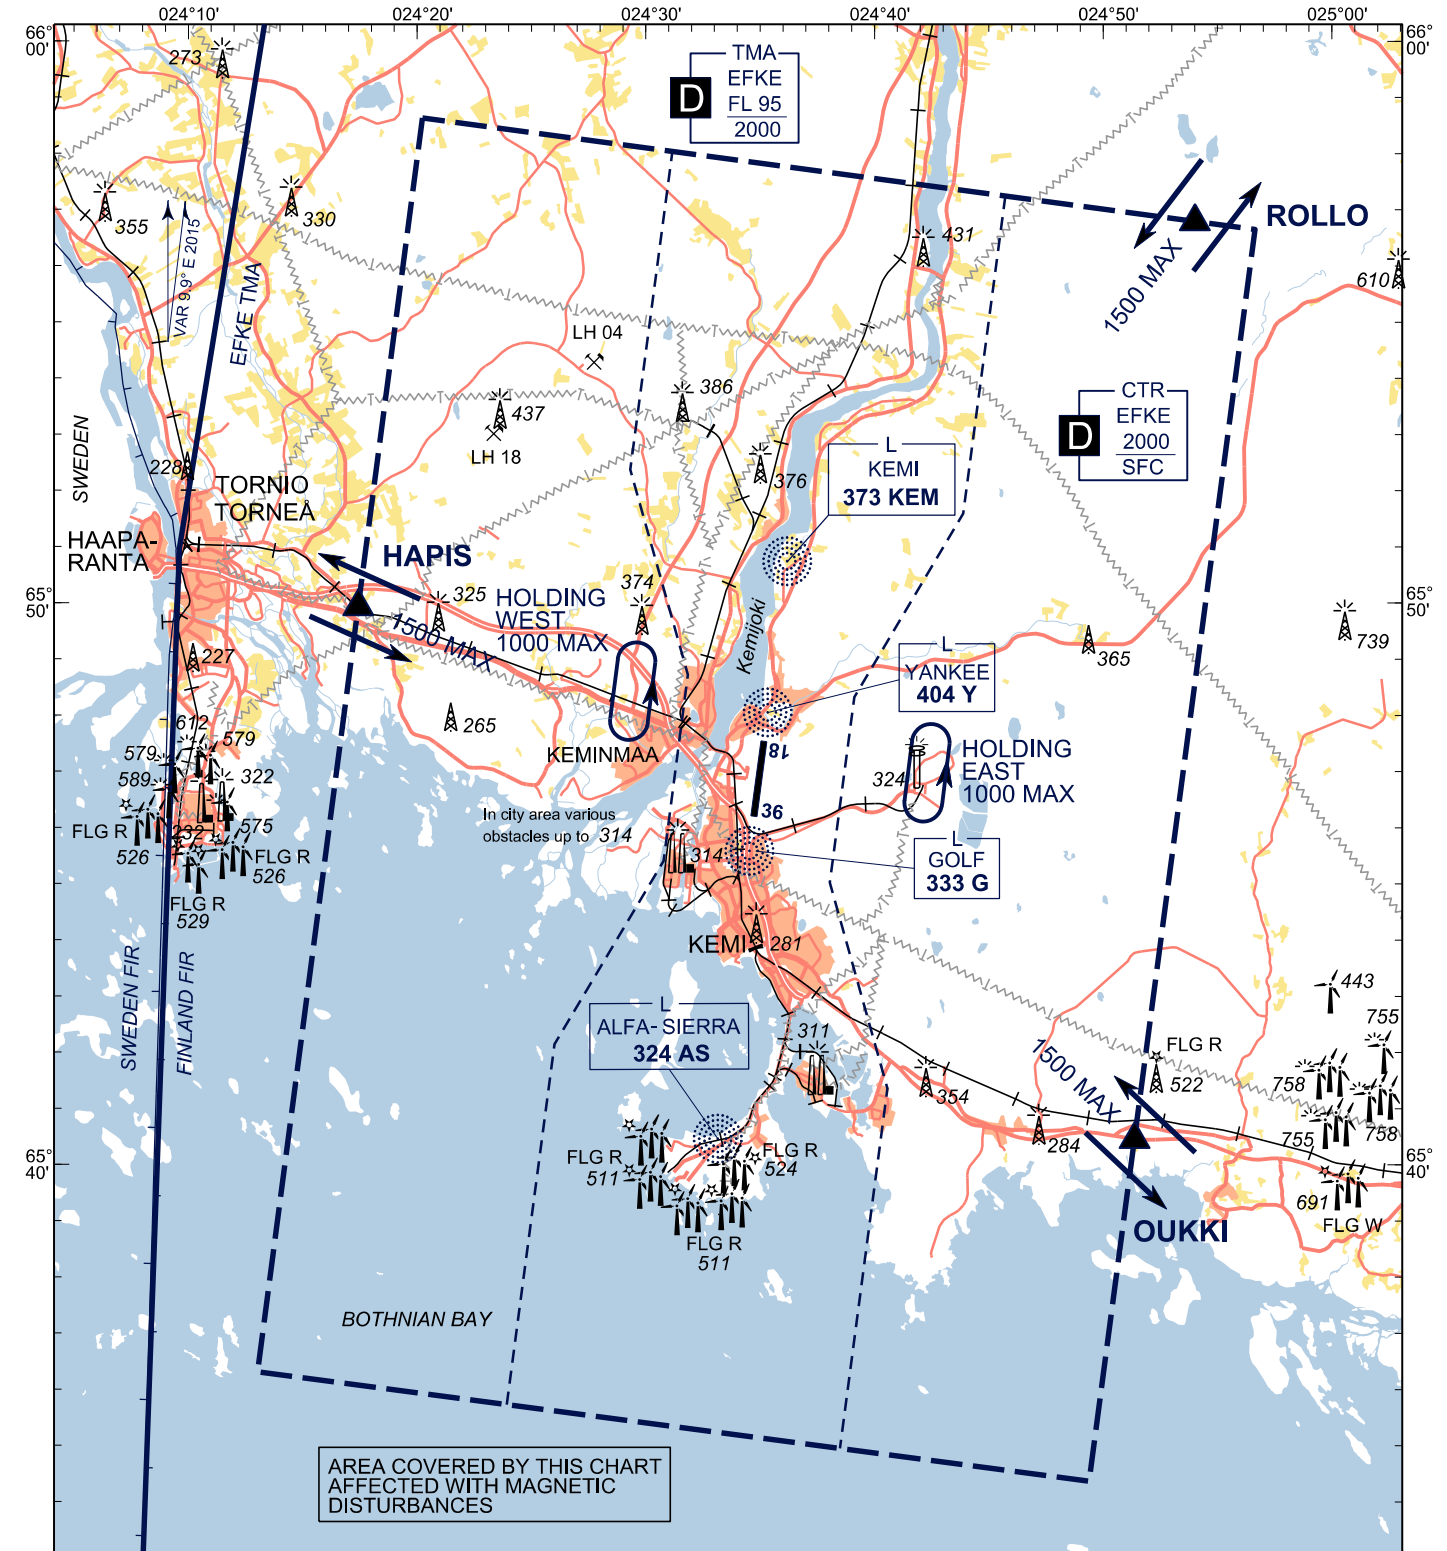 024°10'
024°20'
024°30'
024°40'
024°50'
025°00'
66°
00'
66°
00'
273
TMA
EFKE
FL 95
2000
D
355
330
VAR 9.9° E 2015
EFKE TMA
431
ROLLO
1500 MAX
610
LH 04
386
437
LH 18
376
CTR
EFKE
2000
SFC
D
L
KEMI
373 KEM
SWEDEN
228
TORNIO
TORNEÅ
HAAPA-
RANTA
HAPIS
325
1500 MAX
HOLDING
WEST
1000 MAX
374
Kemijoki
65°
50'
65°
50'
739
365
L
YANKEE
404 Y
227
265
KEMINMAA
612
579
579
589
322
575
232
FLG R
526
FLG R
526
FLG R
529
18
36
324
HOLDING
EAST
1000 MAX
In city area various
obstacles up to 314
314
L
GOLF
333 G
KEMI
281
SWEDEN FIR
FINLAND FIR
L
ALFA-SIERRA
324 AS
311
354
1500 MAX
FLG R
522
284
443
755
758
755
758
691
FLG W
65°
40'
65°
40'
FLG R
511
FLG R
524
FLG R
511
OUKKI
BOTHNIAN BAY
AREA COVERED BY THIS CHART
AFFECTED WITH MAGNETIC
DISTURBANCES